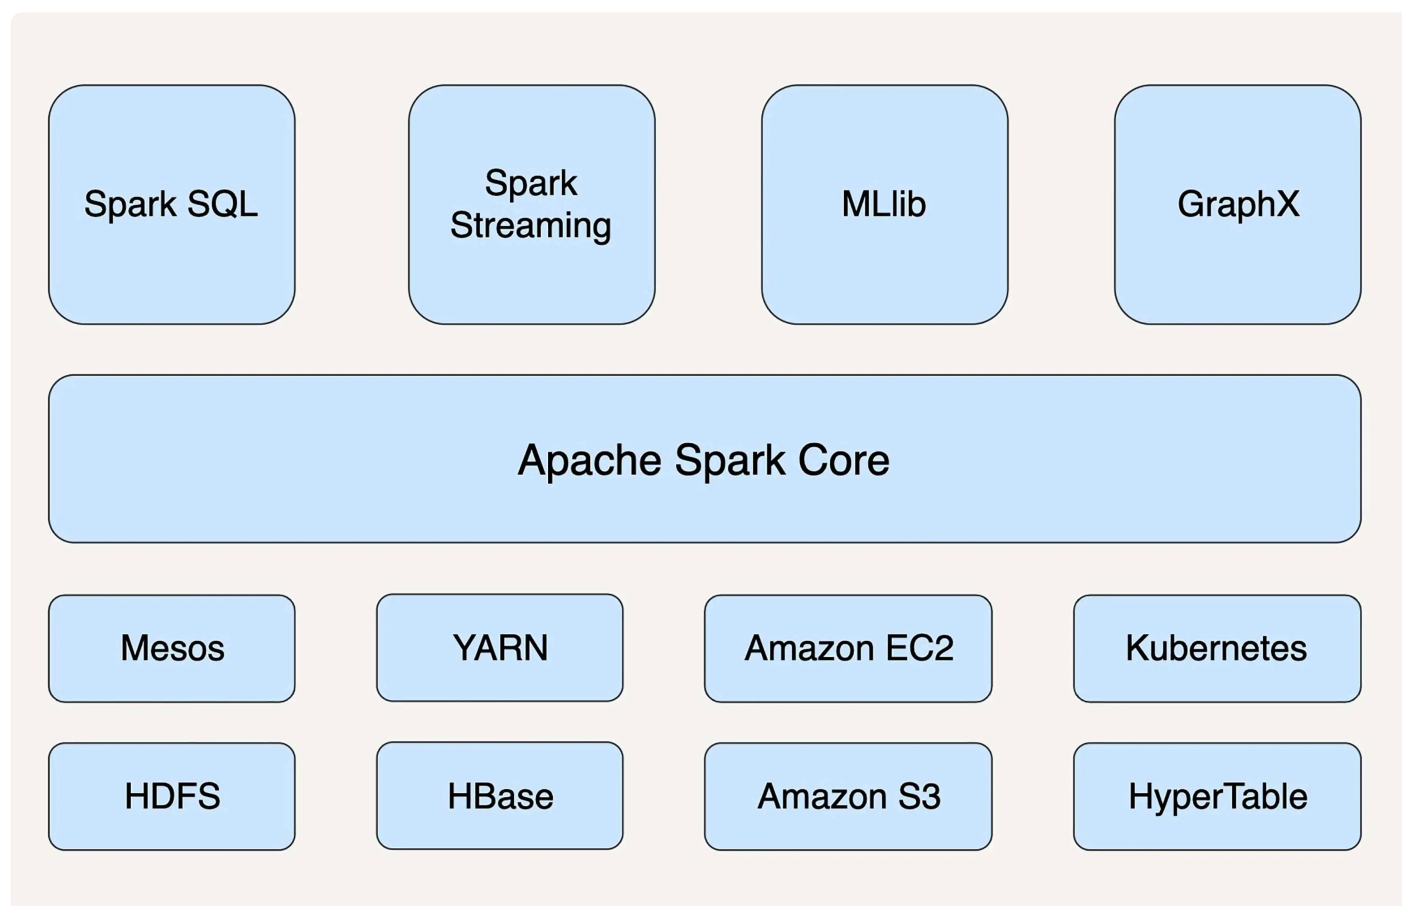 Spark SQL
Spark
Streaming
MLlib
GraphX
Apache Spark Core
Mesos
YARN
Amazon EC2
Kubernetes
HDFS
HBase
Amazon S3
HyperTable